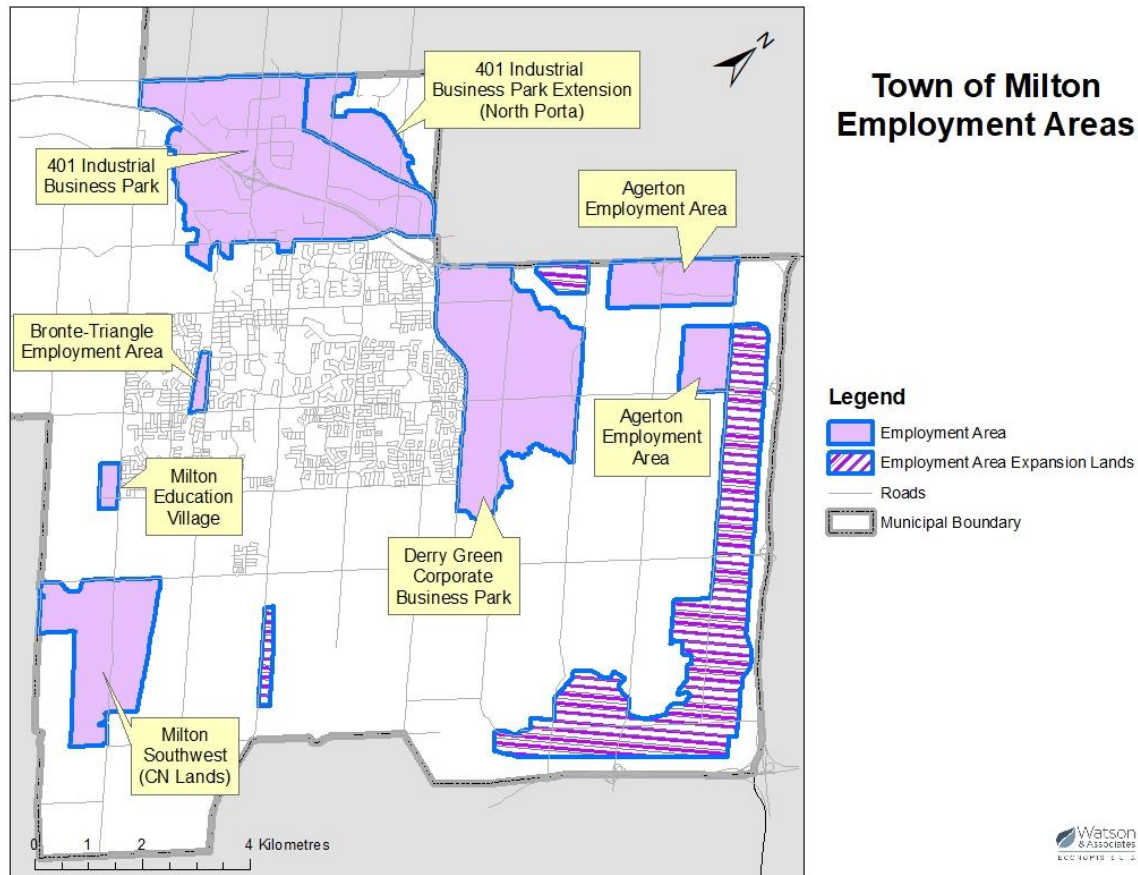 Town of Milton
Employment Areas
N
401 Industrial
Business Park Extension
(North Porta)
401 Industrial
Business Park
Agerton
Employment Area
Bronte-Triangle
Employment Area
Agerton
Employment
Area
Milton
Education
Village
Derry Green
Corporate
Business Park
Milton
Southwest
(CN Lands)
0 1 2 4 Kilometres
Legend
Employment Area
Employment Area Expansion Lands
Roads
Municipal Boundary
Watson
& Associates
ECONOMISTS LTD.